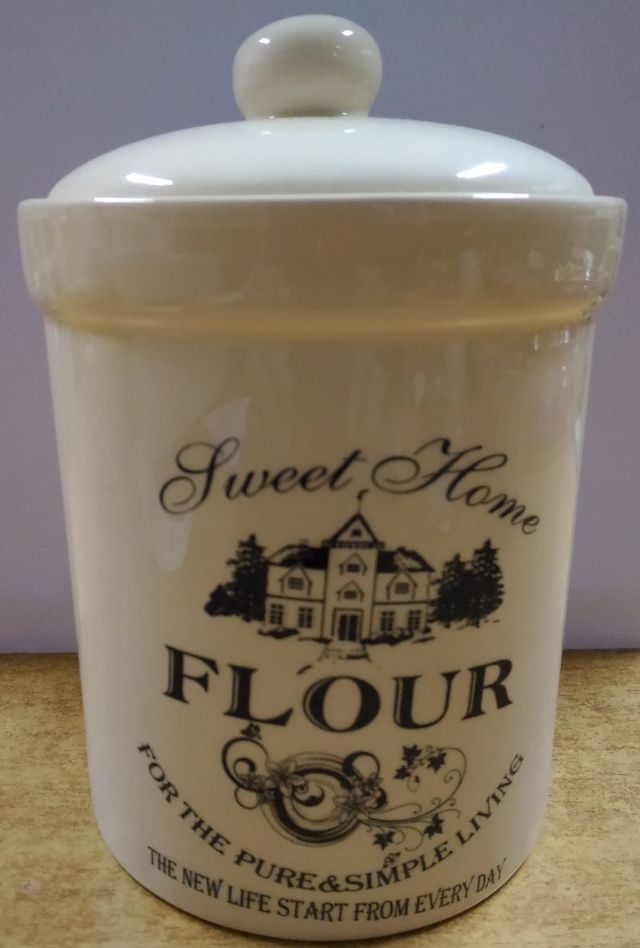 Sweet Home
FLOUR
FOR THE PURE&SIMPLE LIVING
THE NEW LIFE START FROM EVERY DAY